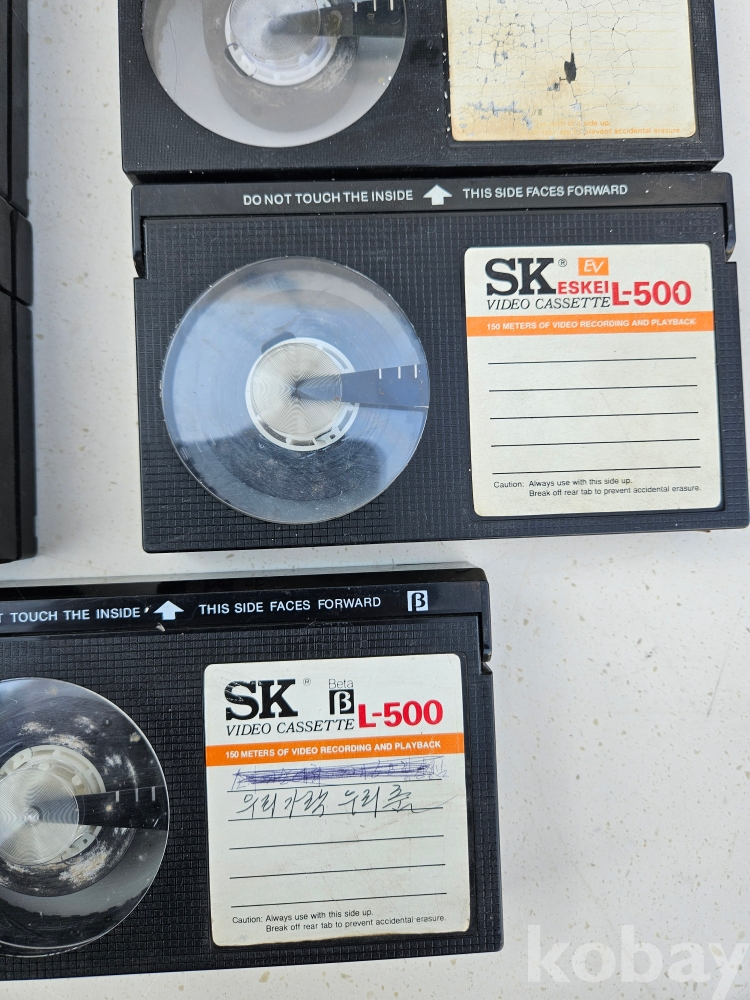 side up.
prevent accidental erasure.
DO NOT TOUCH THE INSIDE THIS SIDE FACES FORWARD
SK® EV
ESKEI L-500
VIDEO CASSETTE
150 METERS OF VIDEO RECORDING AND PLAYBACK
Caution: Always use with this side up.
Break off rear tab to prevent accidental erasure.
TOUCH THE INSIDE THIS SIDE FACES FORWARD β
SK® Beta β
VIDEO CASSETTE L-500
150 METERS OF VIDEO RECORDING AND PLAYBACK
우리가락 우리춤
Caution: Always use with this side up.
Break off rear tab to prevent accidental erasure.
kobay